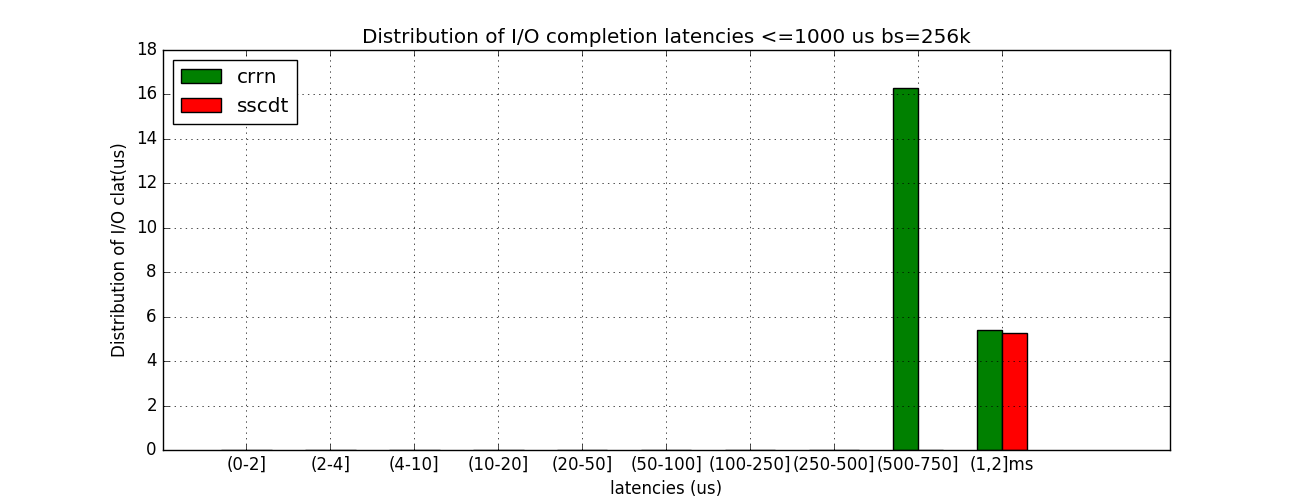 Distribution of I/O completion latencies <=1000 us bs=256k
crrn
sscdt
Distribution of I/O clat(us)
18
16
14
12
10
8
6
4
2
0
(0-2] (2-4] (4-10] (10-20] (20-50] (50-100] (100-250] (250-500] (500-750] (1,2]ms
latencies (us)